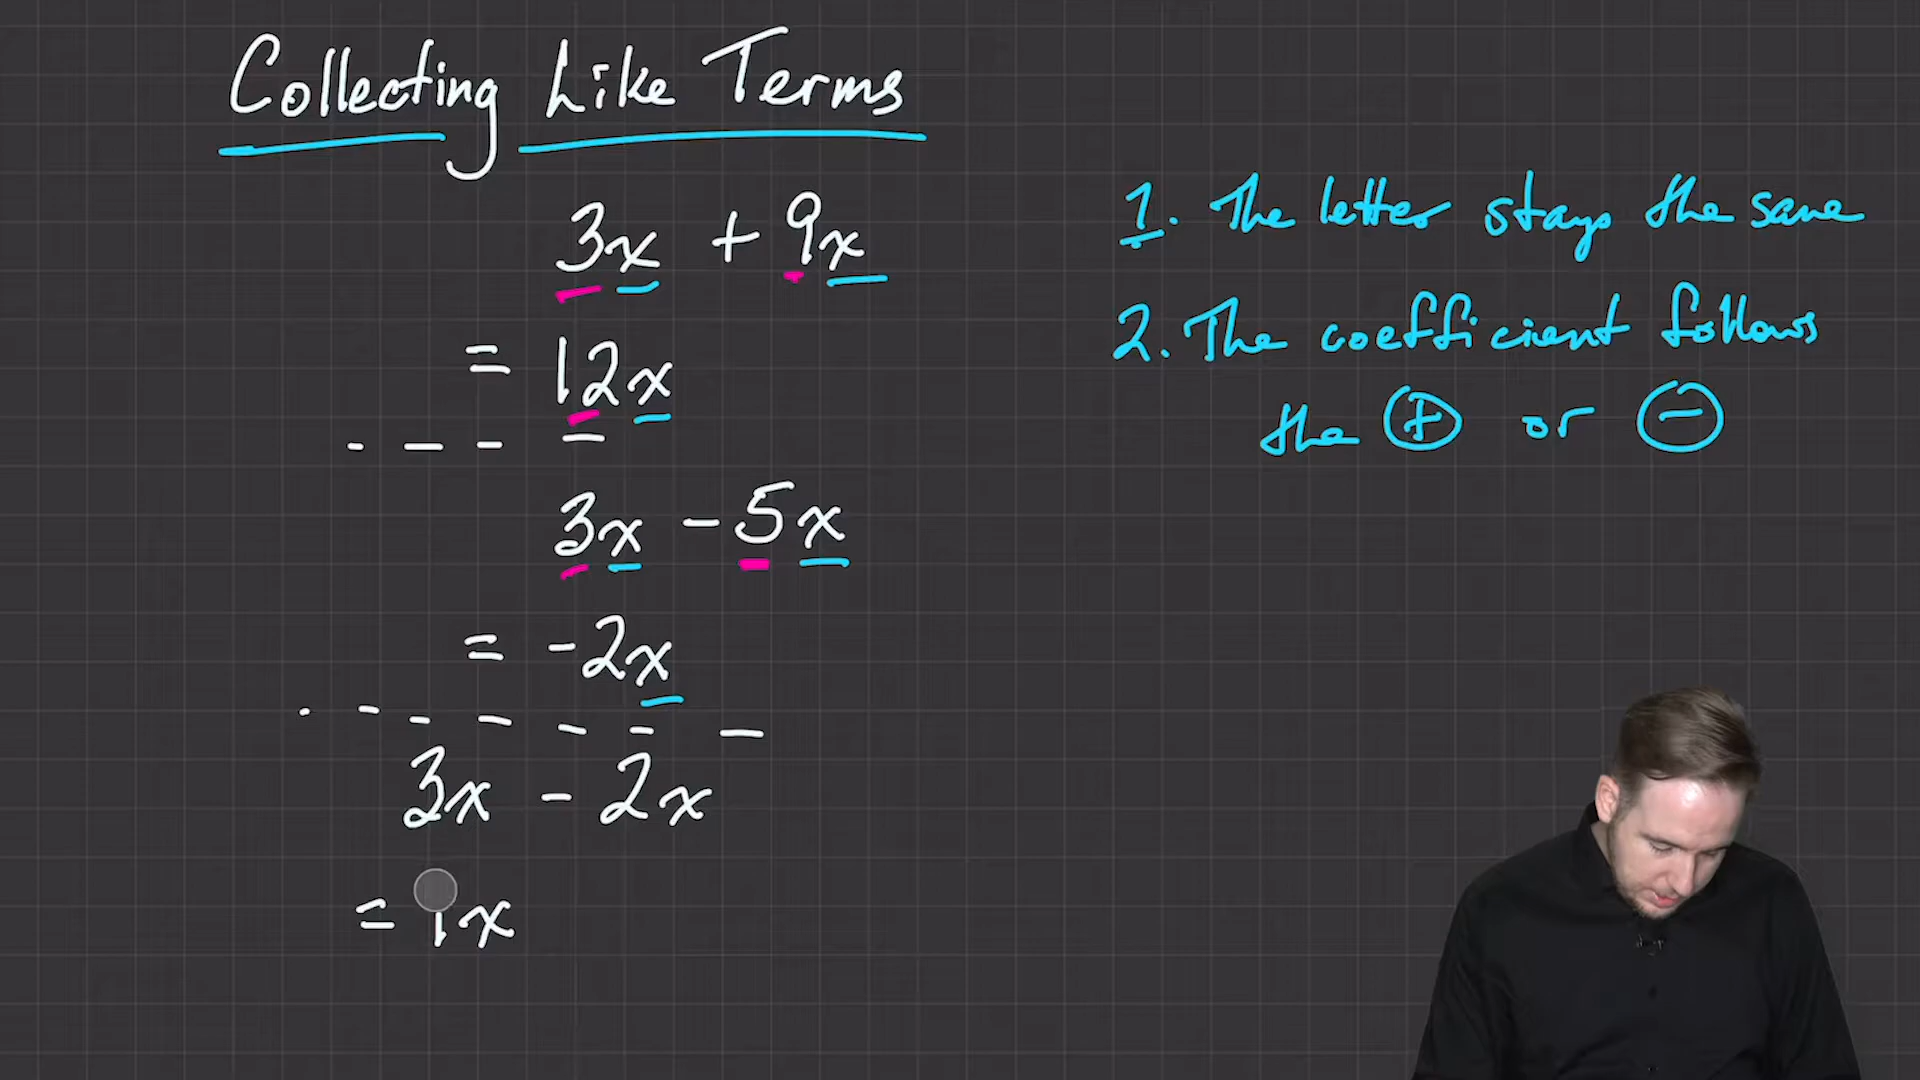 Collecting Like Terms
3x + 9x
= 12x
3x - 5x
= -2x
3x - 2x
= 1x
1. The letter stays the same
2. The coefficient follows
the + or -